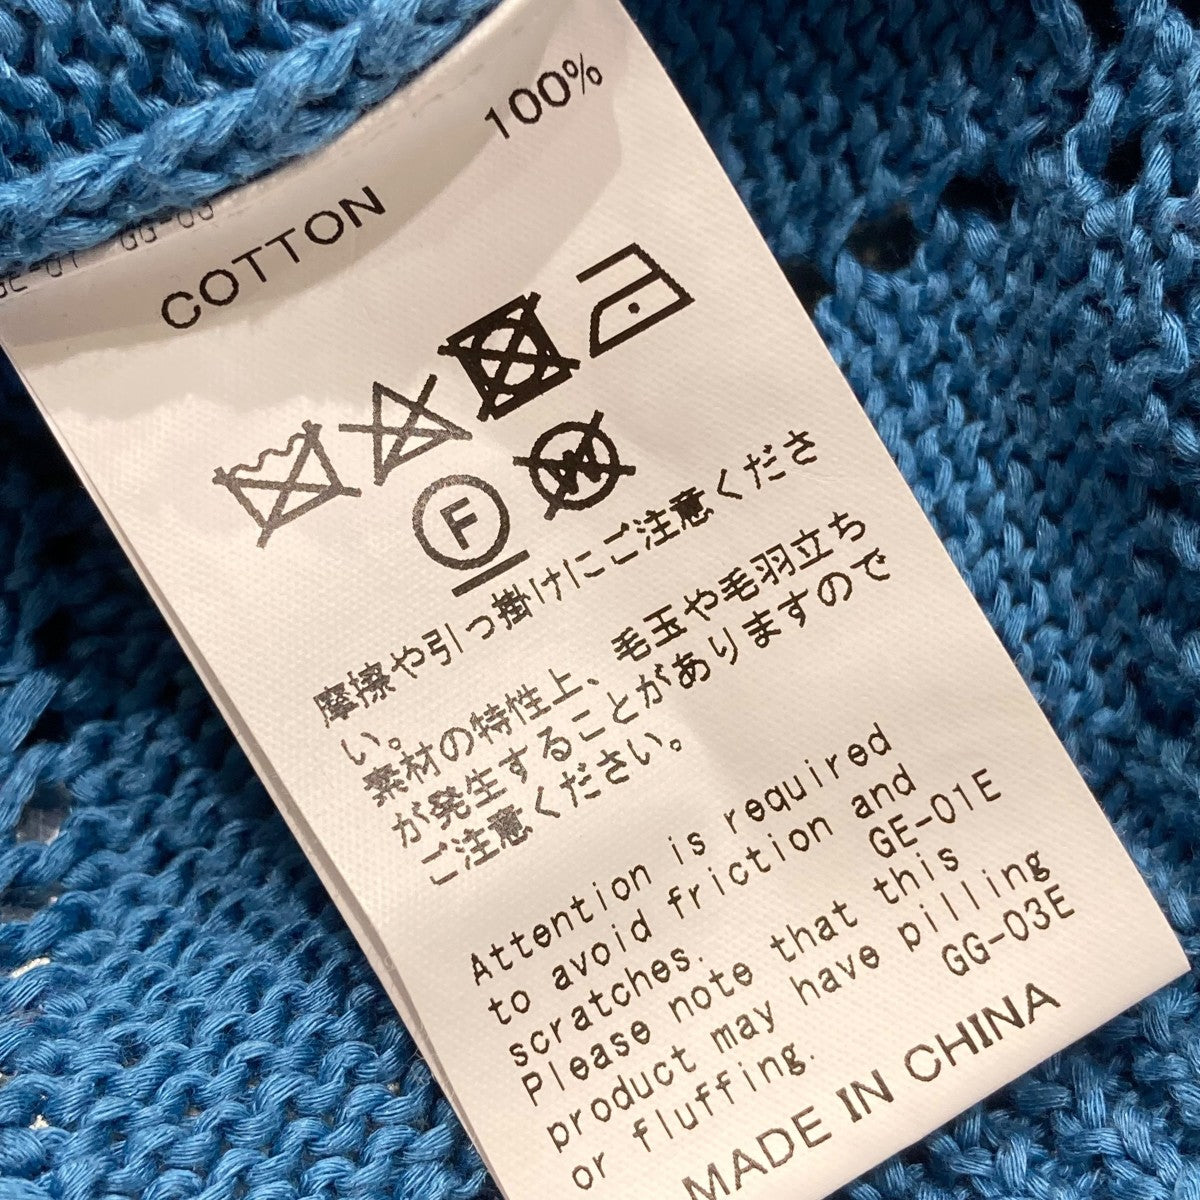 GG-03
COTTON 100%
F
W
摩擦や引っ掛けにご注意くださ
い。
素材の特性上、毛玉や毛羽立ち
が発生することがありますので
ご注意ください。
Attention is required
to avoid friction and
scratches. GE-01E
Please note that this
product may have pilling
or fluffing. GG-03E
MADE IN CHINA